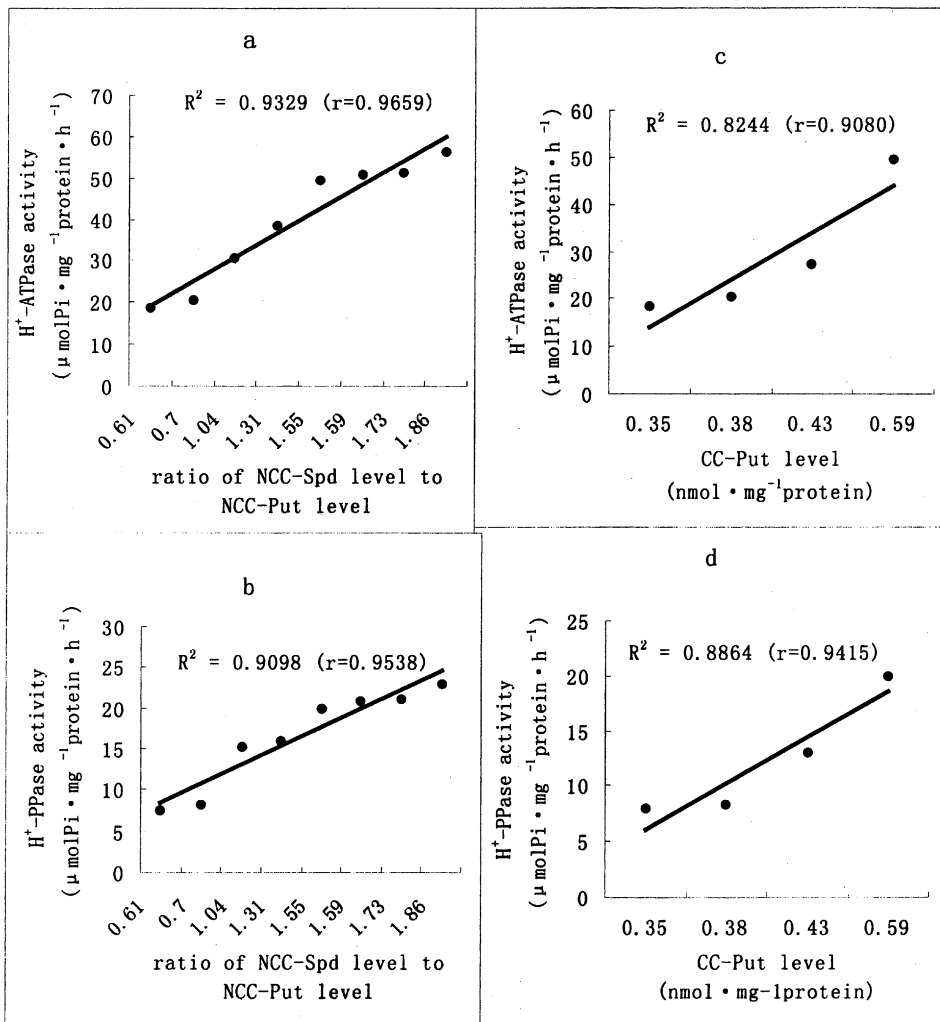 a
R² = 0.9329 (r=0.9659)
H⁺-ATPase activity
(μmolPi·mg⁻¹protein·h⁻¹)
70
60
50
40
30
20
10
0
0.61 0.7 1.04 1.31 1.55 1.59 1.73 1.86
ratio of NCC-Spd level to
NCC-Put level
c
R² = 0.8244 (r=0.9080)
H⁺-ATPase activity
(μmolPi·mg⁻¹protein·h⁻¹)
60
50
40
30
20
10
0
0.35 0.38 0.43 0.59
CC-Put level
(nmol·mg⁻¹protein)
b
R² = 0.9098 (r=0.9538)
H⁺-PPase activity
(μmolPi·mg⁻¹protein·h⁻¹)
30
25
20
15
10
5
0
0.61 0.7 1.04 1.31 1.55 1.59 1.73 1.86
ratio of NCC-Spd level to
NCC-Put level
d
R² = 0.8864 (r=0.9415)
H⁺-PPase activity
(μmolPi·mg⁻¹protein·h⁻¹)
25
20
15
10
5
0
0.35 0.38 0.43 0.59
CC-Put level
(nmol·mg-1protein)